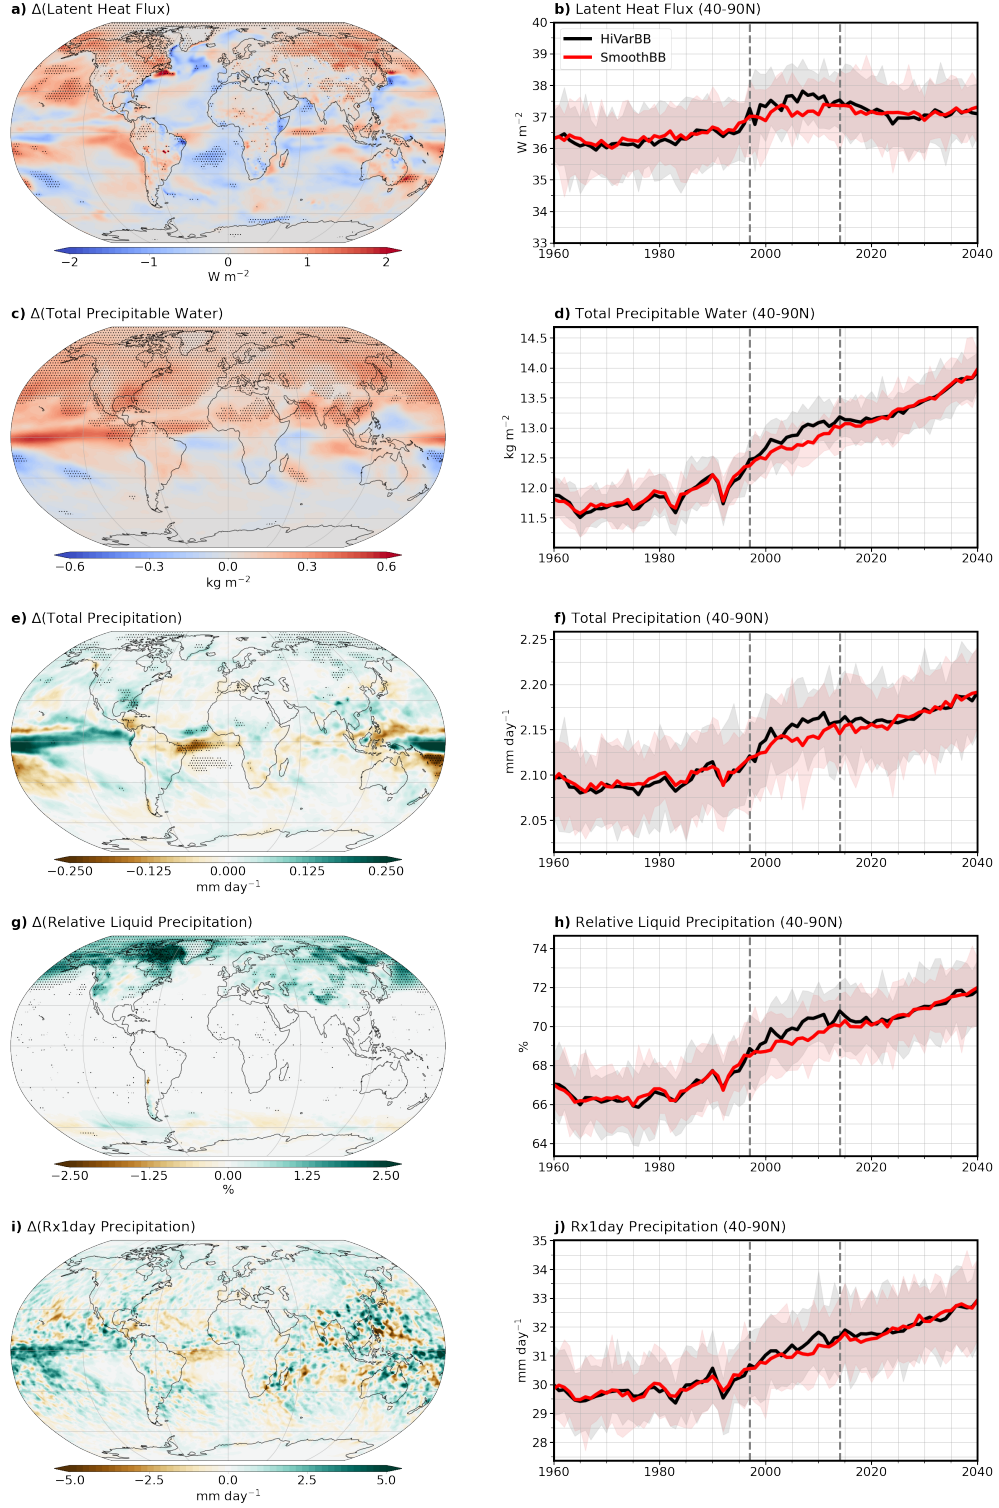 a) Δ(Latent Heat Flux)
−2 −1 0 1 2
W m⁻²
b) Latent Heat Flux (40-90N)
HiVarBB
SmoothBB
40
39
38
37
36
35
34
33
W m⁻²
1960 1980 2000 2020 2040
c) Δ(Total Precipitable Water)
−0.6 −0.3 0.0 0.3 0.6
kg m⁻²
d) Total Precipitable Water (40-90N)
14.5
14.0
13.5
13.0
12.5
12.0
11.5
kg m⁻²
1960 1980 2000 2020 2040
e) Δ(Total Precipitation)
−0.250 −0.125 0.000 0.125 0.250
mm day⁻¹
f) Total Precipitation (40-90N)
2.25
2.20
2.15
2.10
2.05
mm day⁻¹
1960 1980 2000 2020 2040
g) Δ(Relative Liquid Precipitation)
−2.50 −1.25 0.00 1.25 2.50
%
h) Relative Liquid Precipitation (40-90N)
74
72
70
68
66
64
%
1960 1980 2000 2020 2040
i) Δ(Rx1day Precipitation)
−5.0 −2.5 0.0 2.5 5.0
mm day⁻¹
j) Rx1day Precipitation (40-90N)
35
34
33
32
31
30
29
28
mm day⁻¹
1960 1980 2000 2020 2040